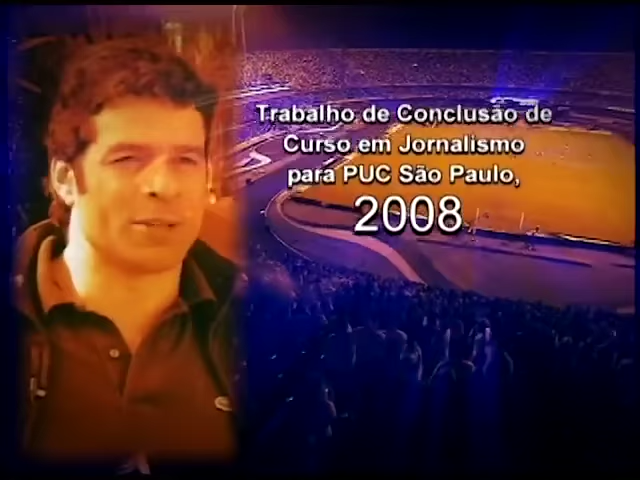 Trabalho de Conclusão de
Curso em Jornalismo
para PUC São Paulo,
2008